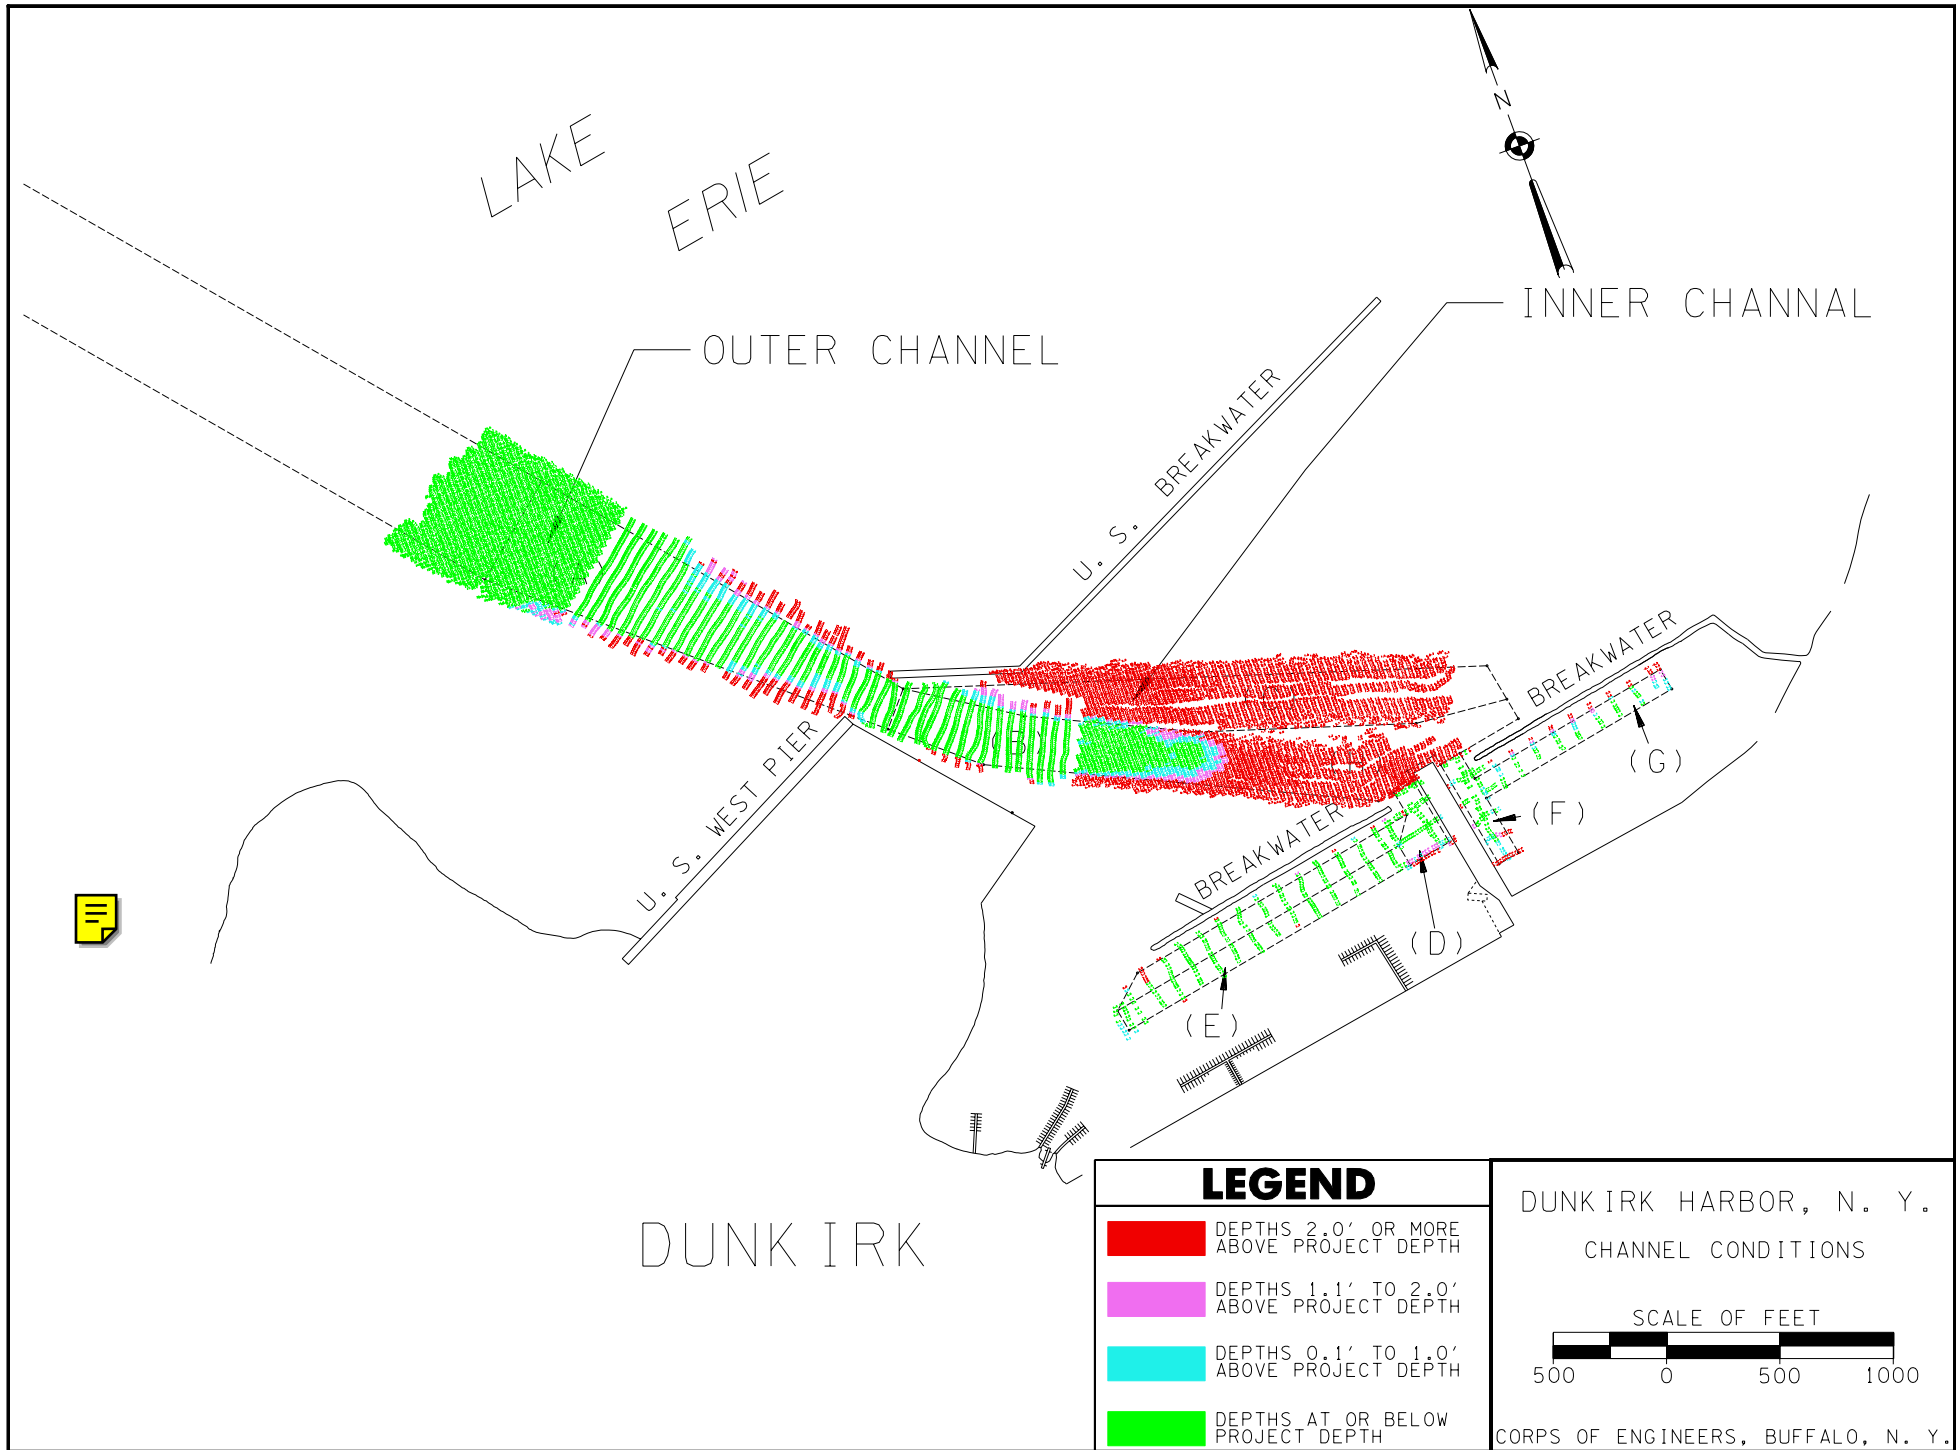 LAKE
ERIE
N
INNER CHANNAL
OUTER CHANNEL
U. S. BREAKWATER
BREAKWATER
(B)
(G)
U. S. WEST PIER
(F)
BREAKWATER
(D)
(E)
DUNKIRK
LEGEND
DEPTHS 2.0' OR MORE
ABOVE PROJECT DEPTH
DEPTHS 1.1' TO 2.0'
ABOVE PROJECT DEPTH
DEPTHS 0.1' TO 1.0'
ABOVE PROJECT DEPTH
DEPTHS AT OR BELOW
PROJECT DEPTH
DUNKIRK HARBOR, N. Y.
CHANNEL CONDITIONS
SCALE OF FEET
500 0 500 1000
CORPS OF ENGINEERS, BUFFALO, N. Y.